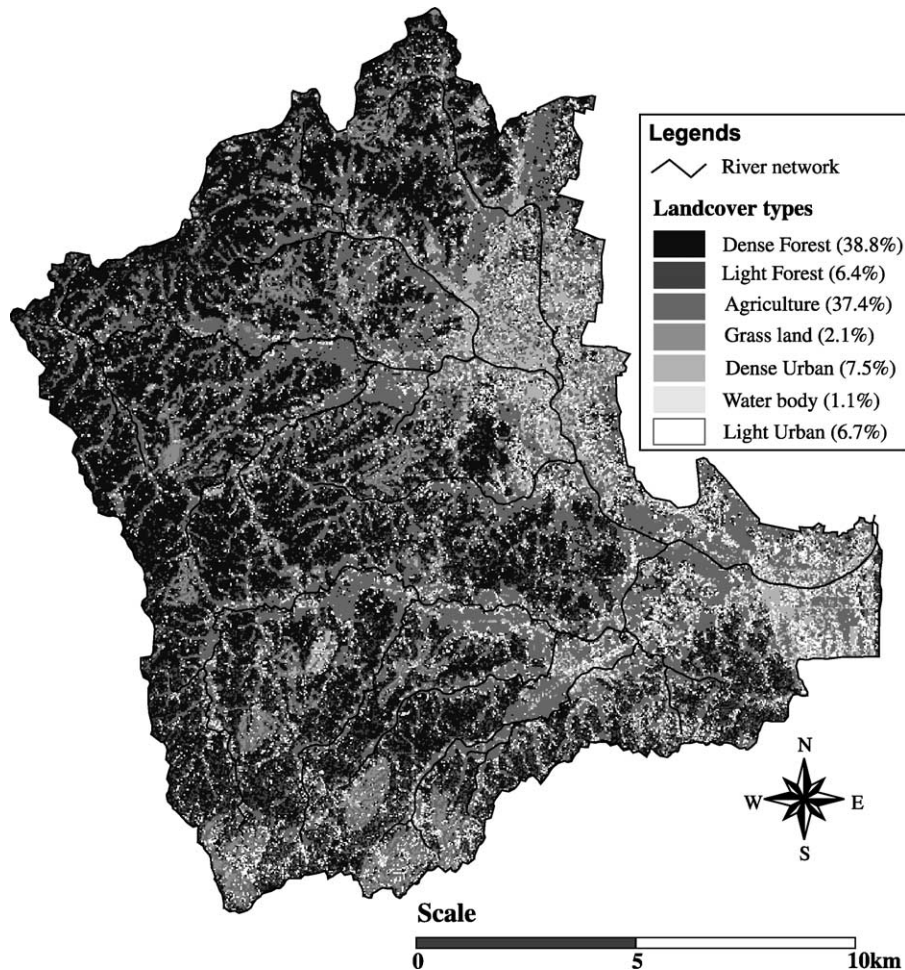 Legends
River network
Landcover types
Dense Forest (38.8%)
Light Forest (6.4%)
Agriculture (37.4%)
Grass land (2.1%)
Dense Urban (7.5%)
Water body (1.1%)
Light Urban (6.7%)
N
W E
S
Scale
0 5 10km